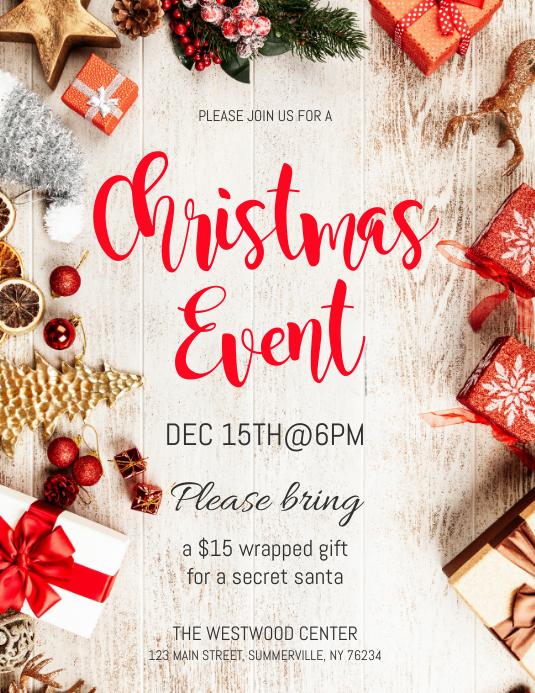 PLEASE JOIN US FOR A
Christmas
Event
DEC 15TH@6PM
Please bring
a $15 wrapped gift
for a secret santa
THE WESTWOOD CENTER
123 MAIN STREET, SUMMERVILLE, NY 76234